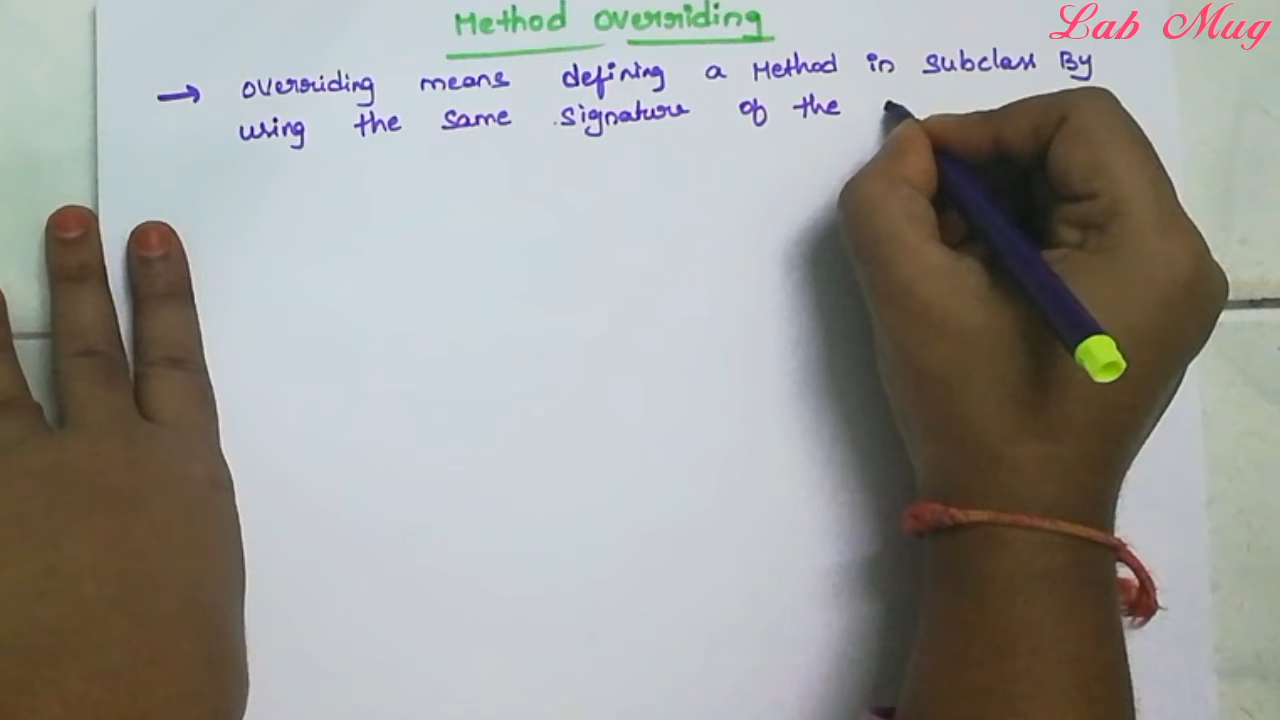 Lab Mug
Method overriding
→ overriding means defining a Method in subclass By
using the same signature of the